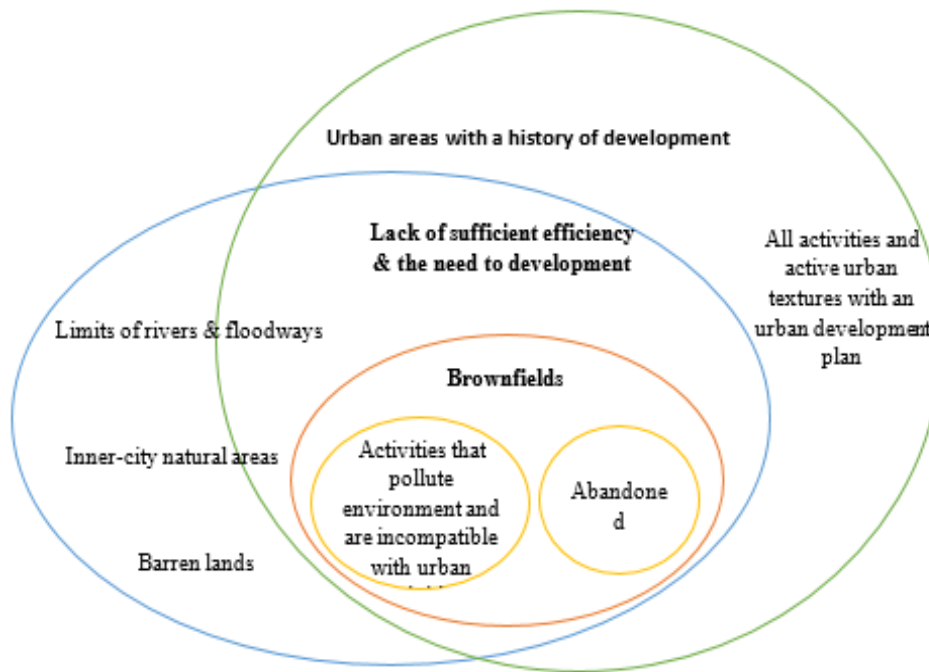 Urban areas with a history of development
Lack of sufficient efficiency
& the need to development
All activities and
active urban
textures with an
urban development
plan
Limits of rivers & floodways
Brownfields
Inner-city natural areas
Activities that
pollute
environment and
are incompatible
with urban
Abandone
d
Barren lands